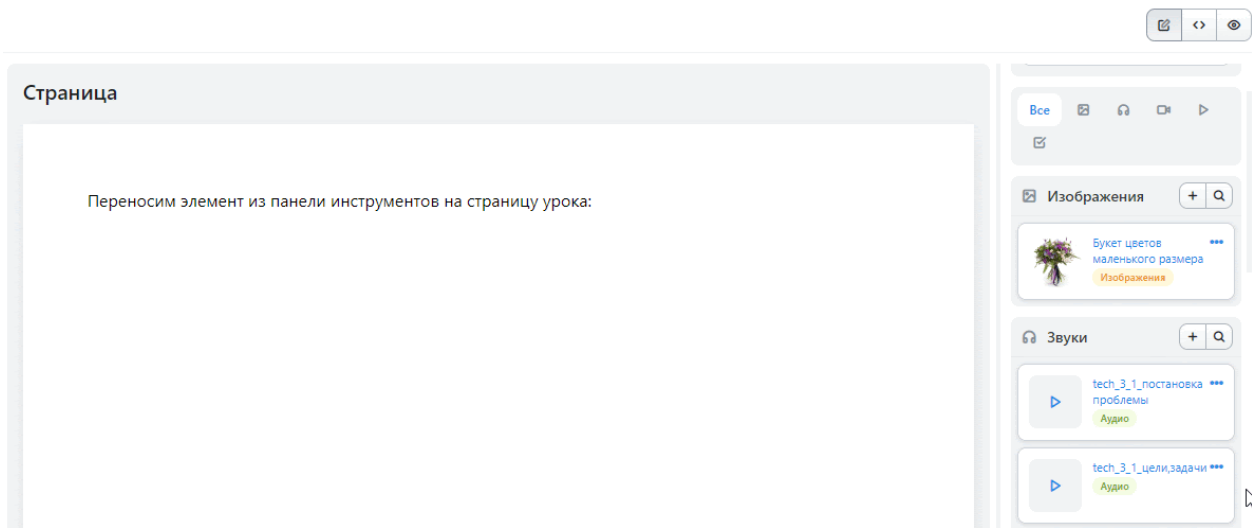 Страница
Переносим элемент из панели инструментов на страницу урока:
Все
Изображения
Букет цветов
маленького размера
Изображения
Звуки
tech_3_1_постановка
проблемы
Аудио
tech_3_1_цели,задачи
Аудио